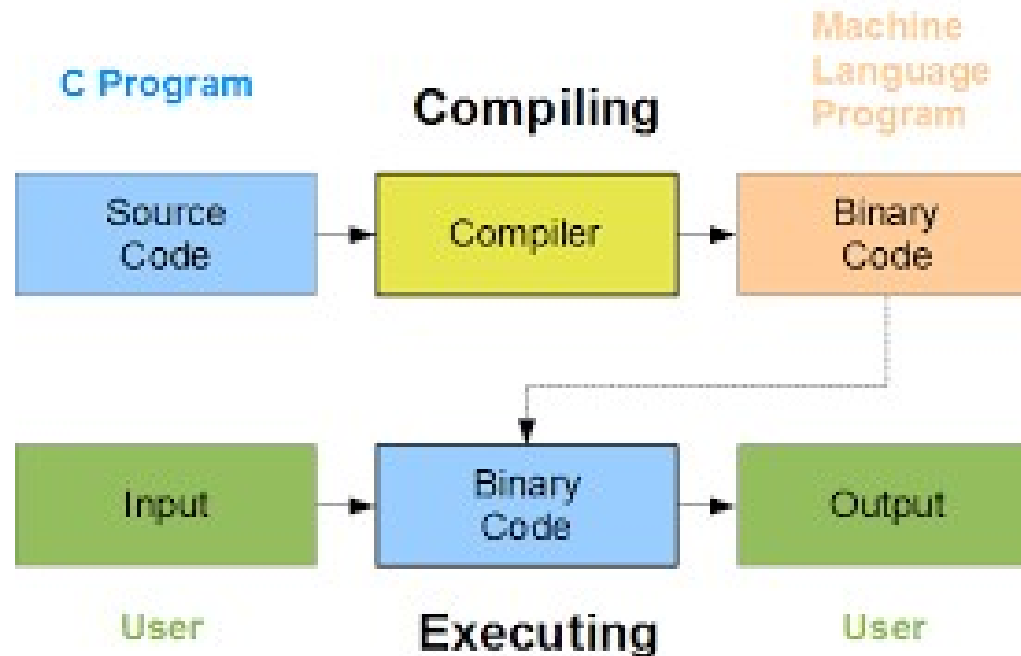 C Program
Compiling
Machine
Language
Program
Source
Code
Compiler
Binary
Code
Input
Binary
Code
Output
User
Executing
User